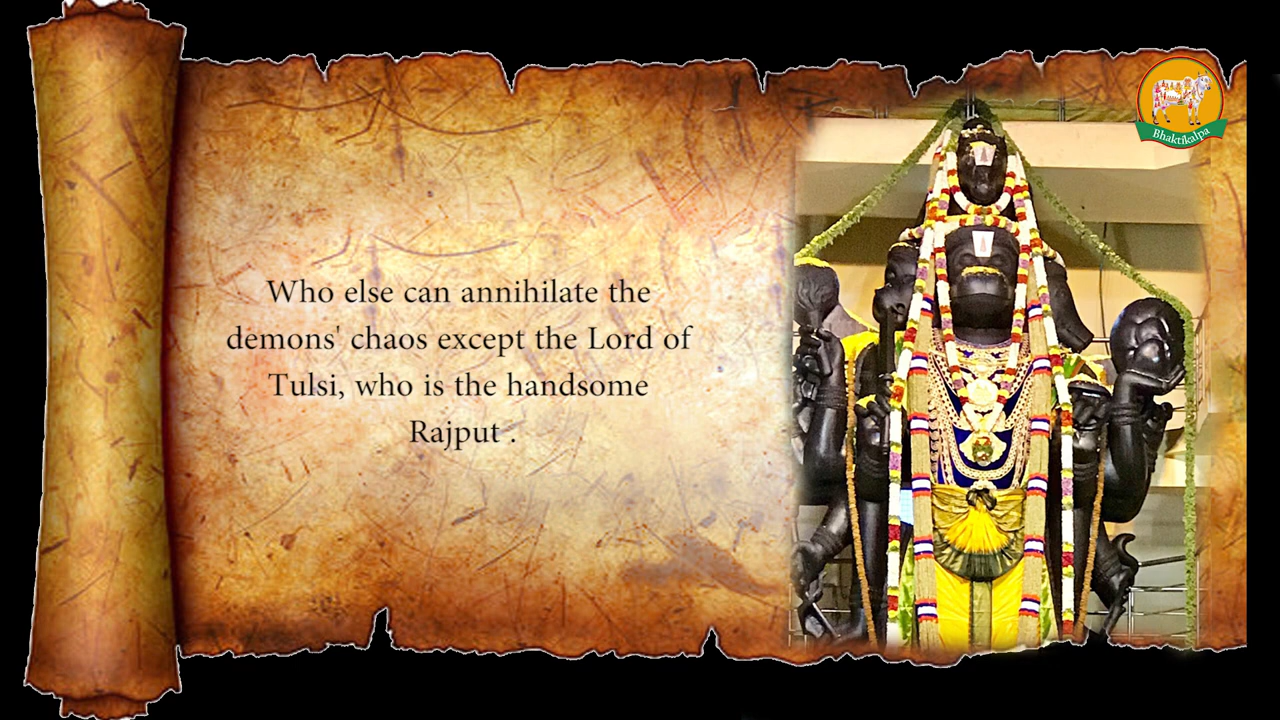 Who else can annihilate the
demons' chaos except the Lord of
Tulsi, who is the handsome
Rajput .
Bhaktikalpa